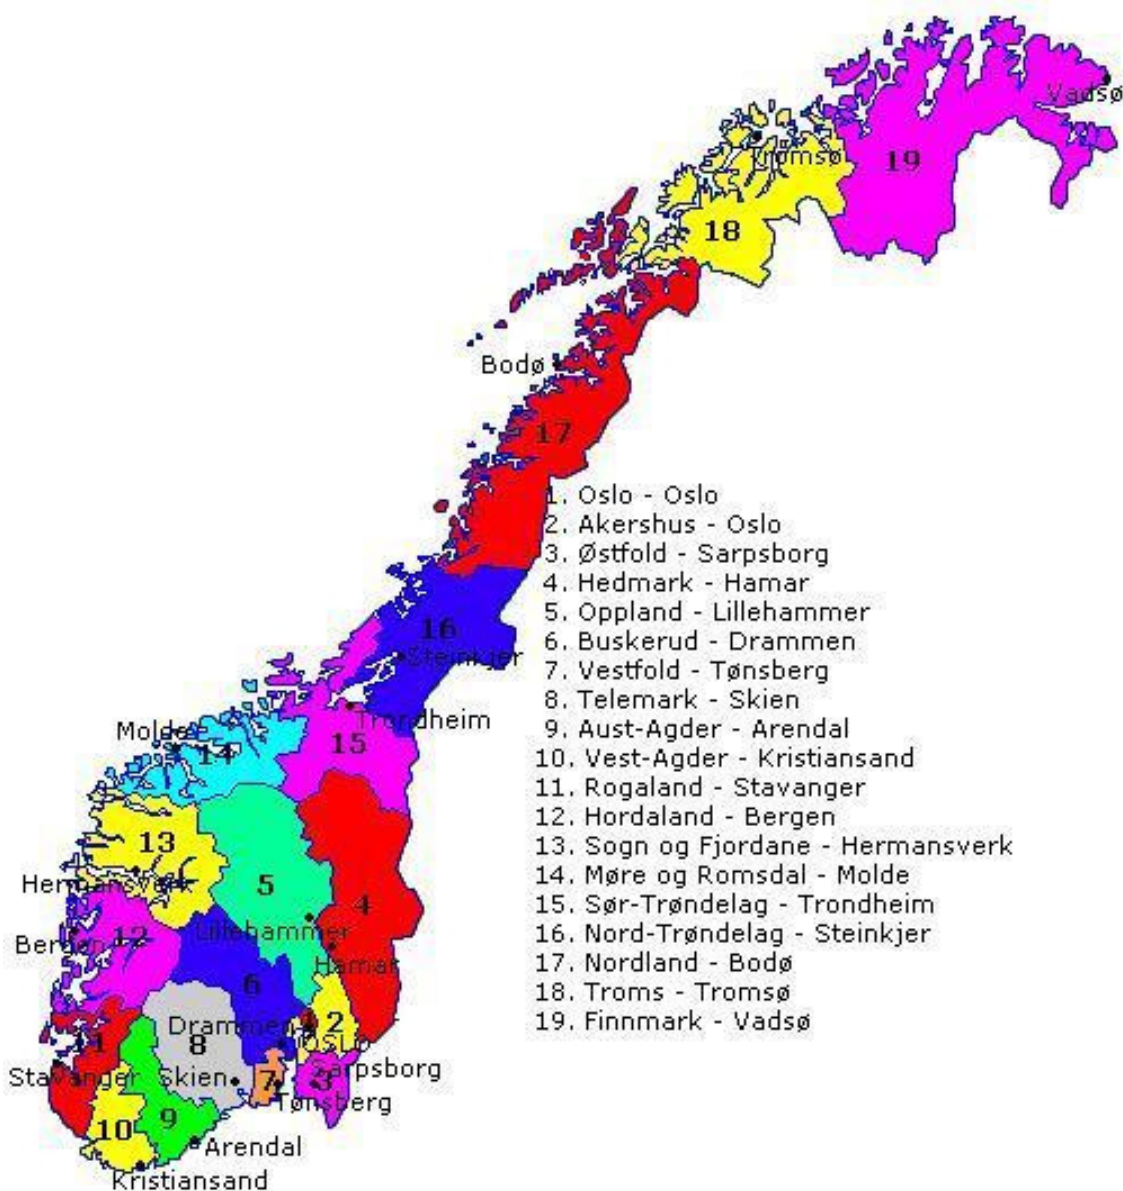 Vadsø
Tromsø
19
18
Bodø
17
1. Oslo - Oslo
2. Akershus - Oslo
3. Østfold - Sarpsborg
4. Hedmark - Hamar
5. Oppland - Lillehammer
6. Buskerud - Drammen
7. Vestfold - Tønsberg
8. Telemark - Skien
9. Aust-Agder - Arendal
10. Vest-Agder - Kristiansand
11. Rogaland - Stavanger
12. Hordaland - Bergen
13. Sogn og Fjordane - Hermansverk
14. Møre og Romsdal - Molde
15. Sør-Trøndelag - Trondheim
16. Nord-Trøndelag - Steinkjer
17. Nordland - Bodø
18. Troms - Tromsø
19. Finnmark - Vadsø
16
Steinkjer
Trondheim
Molde
14
15
13
Hermansverk
5
4
Lillehammer
Bergen
12
Hamar
6
Drammen
1
2
Oslo
11
8
Sarpsborg
Stavanger
Skien
7
3
Tønsberg
9
10
Arendal
Kristiansand